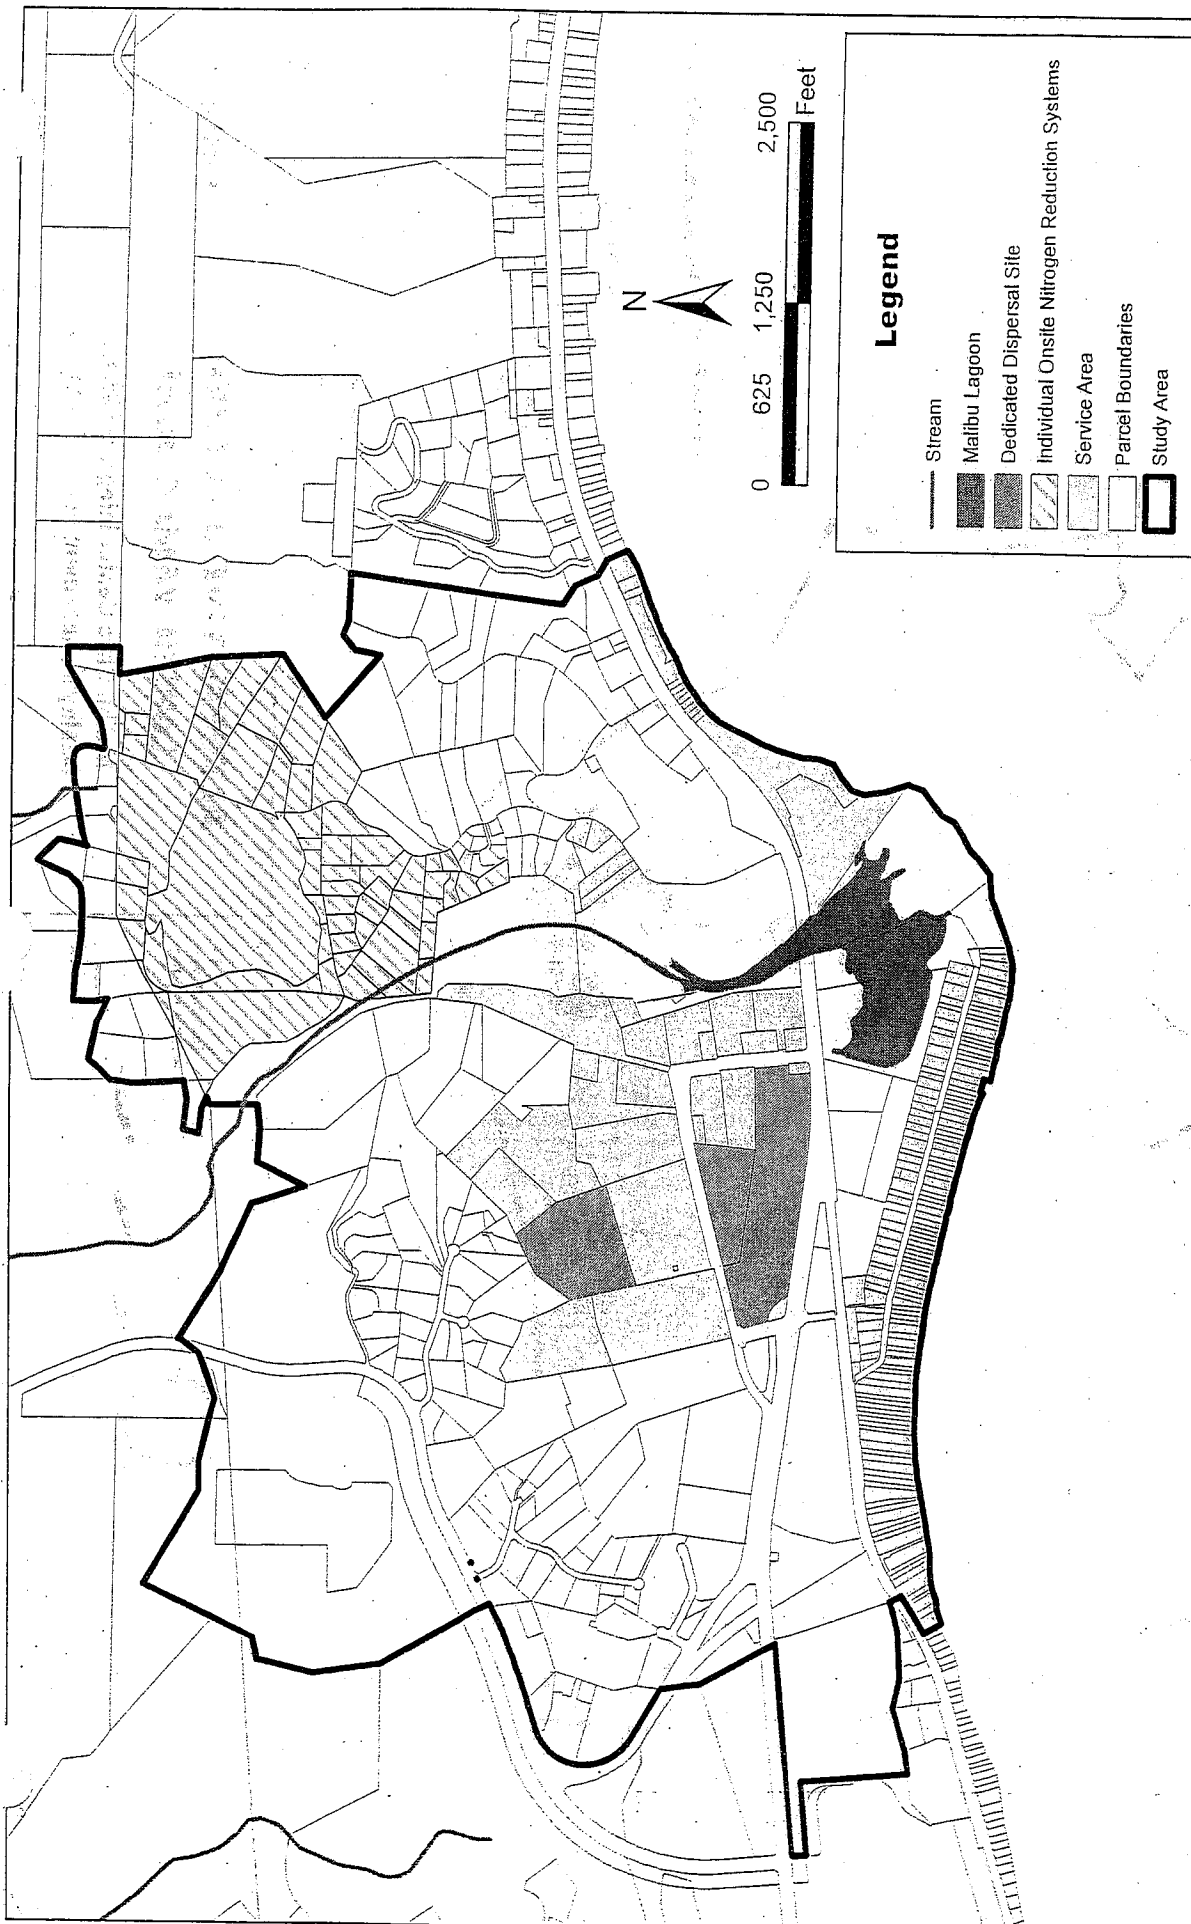 N
0 625 1,250 2,500
Feet
Legend
Stream
Malibu Lagoon
Dedicated Dispersal Site
Individual Onsite Nitrogen Reduction Systems
Service Area
Parcel Boundaries
Study Area